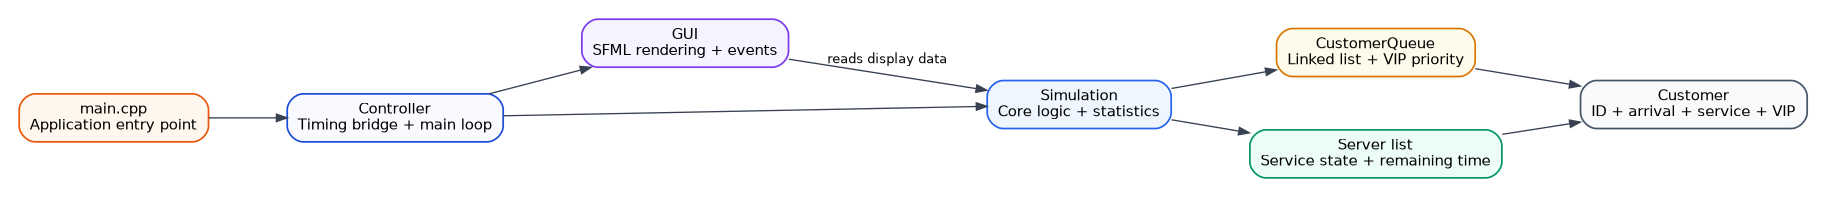 main.cpp
Application entry point
Controller
Timing bridge + main loop
GUI
SFML rendering + events
reads display data
Simulation
Core logic + statistics
CustomerQueue
Linked list + VIP priority
Server list
Service state + remaining time
Customer
ID + arrival + service + VIP